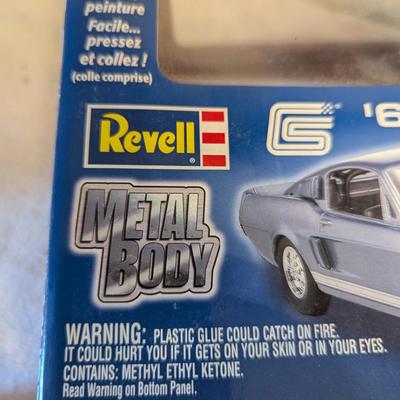 peinture
Facile...
pressez
et collez !
(colle comprise)
Revell
®
CS
'6
METAL
BODY
WARNING: PLASTIC GLUE COULD CATCH ON FIRE.
IT COULD HURT YOU IF IT GETS ON YOUR SKIN OR IN YOUR EYES.
CONTAINS: METHYL ETHYL KETONE.
Read Warning on Bottom Panel.